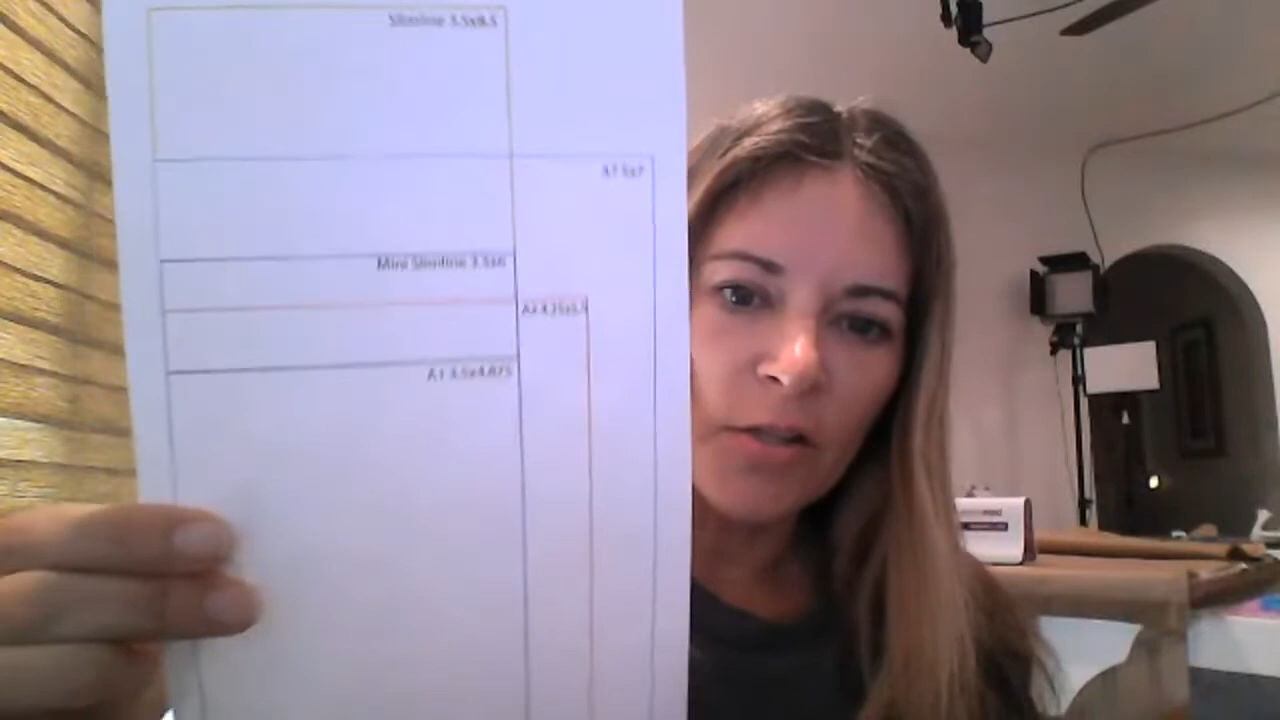 Slimline 3.5x8.5
A7 5x7
Mini Slimline 3.5x6
A2 4.25x5.5
A1 3.5x4.875